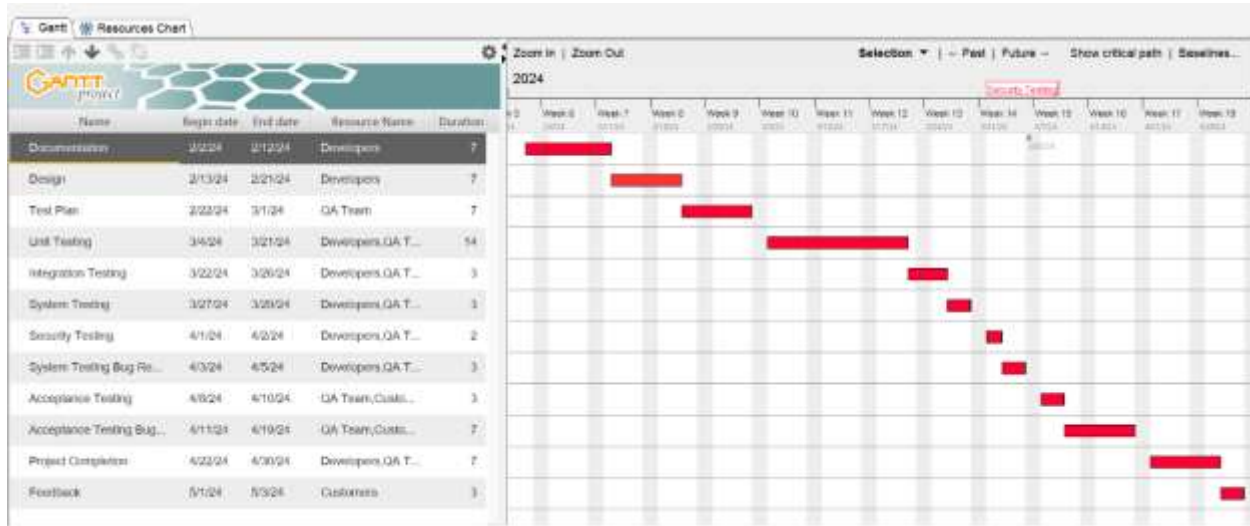 Gantt Resources Chart
Zoom In | Zoom Out Selection | Past | Future Show critical path | Baselines...
GANTT project
2024
Security Testing
Name Begin date End date Resource Name Duration
Week 6 Week 7 Week 8 Week 9 Week 10 Week 11 Week 12 Week 13 Week 14 Week 15 Week 16 Week 17 Week 18
Documentation 2/2/24 2/12/24 Developers 7
Design 2/13/24 2/21/24 Developers 7
Test Plan 2/22/24 3/1/24 QA Team 7
Unit Testing 3/4/24 3/21/24 Developers,QA T... 14
Integration Testing 3/22/24 3/26/24 Developers,QA T... 3
System Testing 3/27/24 Developers,QA T... 3
Security Testing 4/1/24 4/2/24 Developers,QA T... 2
System Testing Bug Re... 4/3/24 4/5/24 Developers,QA T... 3
Acceptance Testing 4/8/24 4/10/24 QA Team,Custo... 3
Acceptance Testing Bug... 4/11/24 4/19/24 QA Team,Custo... 7
Project Completion 4/22/24 4/30/24 Developers,QA T... 7
Feedback 5/1/24 5/3/24 Customers 3